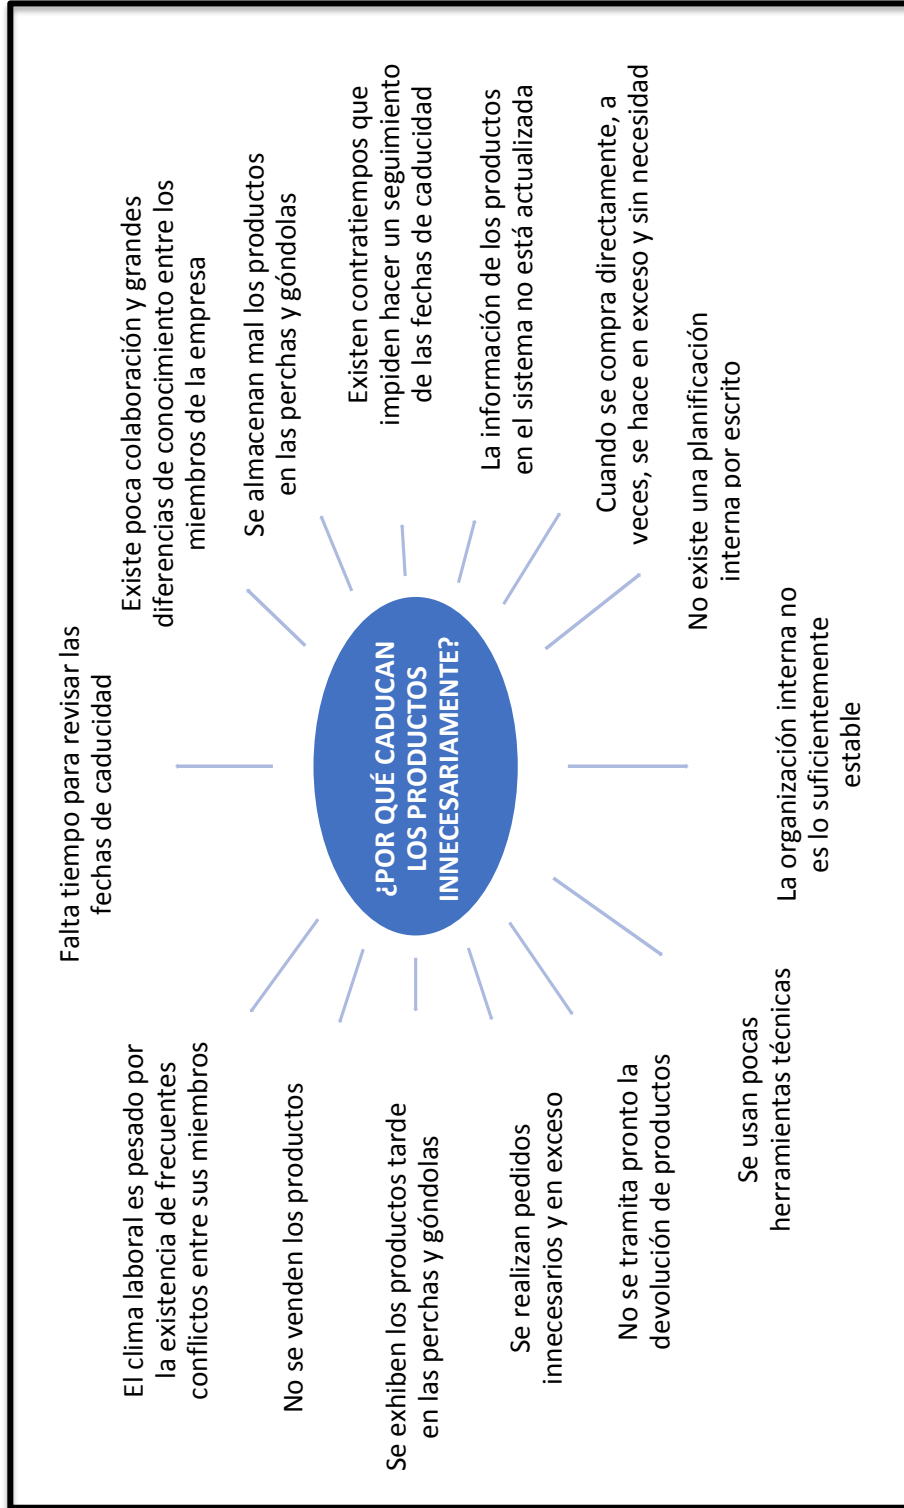 Falta tiempo para revisar las
fechas de caducidad
El clima laboral es pesado por
la existencia de frecuentes
conflictos entre sus miembros
Existe poca colaboración y grandes
diferencias de conocimiento entre los
miembros de la empresa
No se venden los productos
Se almacenan mal los productos
en las perchas y góndolas
Se exhiben los productos tarde
en las perchas y góndolas
¿POR QUÉ CADUCAN
LOS PRODUCTOS
INNECESARIAMENTE?
Existen contratiempos que
impiden hacer un seguimiento
de las fechas de caducidad
Se realizan pedidos
innecesarios y en exceso
La información de los productos
en el sistema no está actualizada
No se tramita pronto la
devolución de productos
Cuando se compra directamente, a
veces, se hace en exceso y sin necesidad
Se usan pocas
herramientas técnicas
No existe una planificación
interna por escrito
La organización interna no
es lo suficientemente
estable